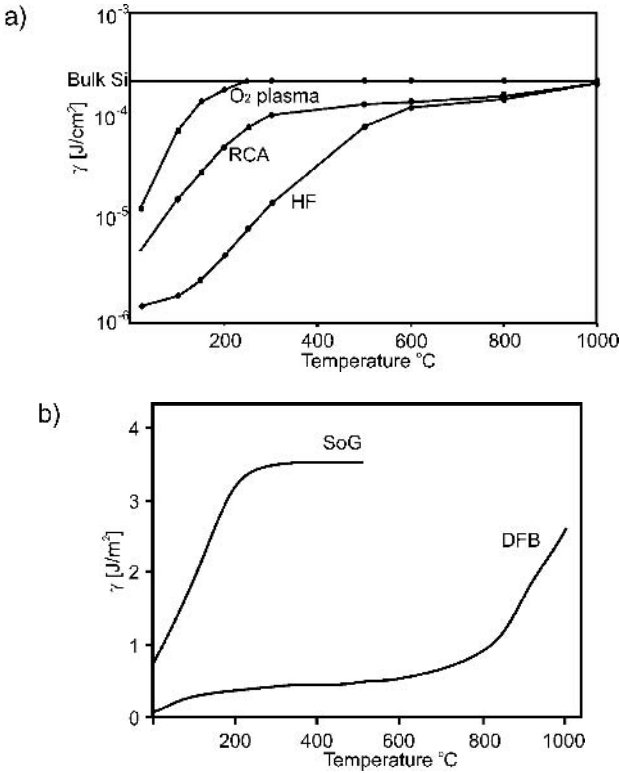 a)
10⁻³
Bulk Si
O₂ plasma
10⁻⁴
γ [J/cm²]
RCA
10⁻⁵
HF
10⁻⁶
200 400 600 800 1000
Temperature °C
b)
4
SoG
3
γ [J/m²]
DFB
2
1
0
200 400 600 800 1000
Temperature °C